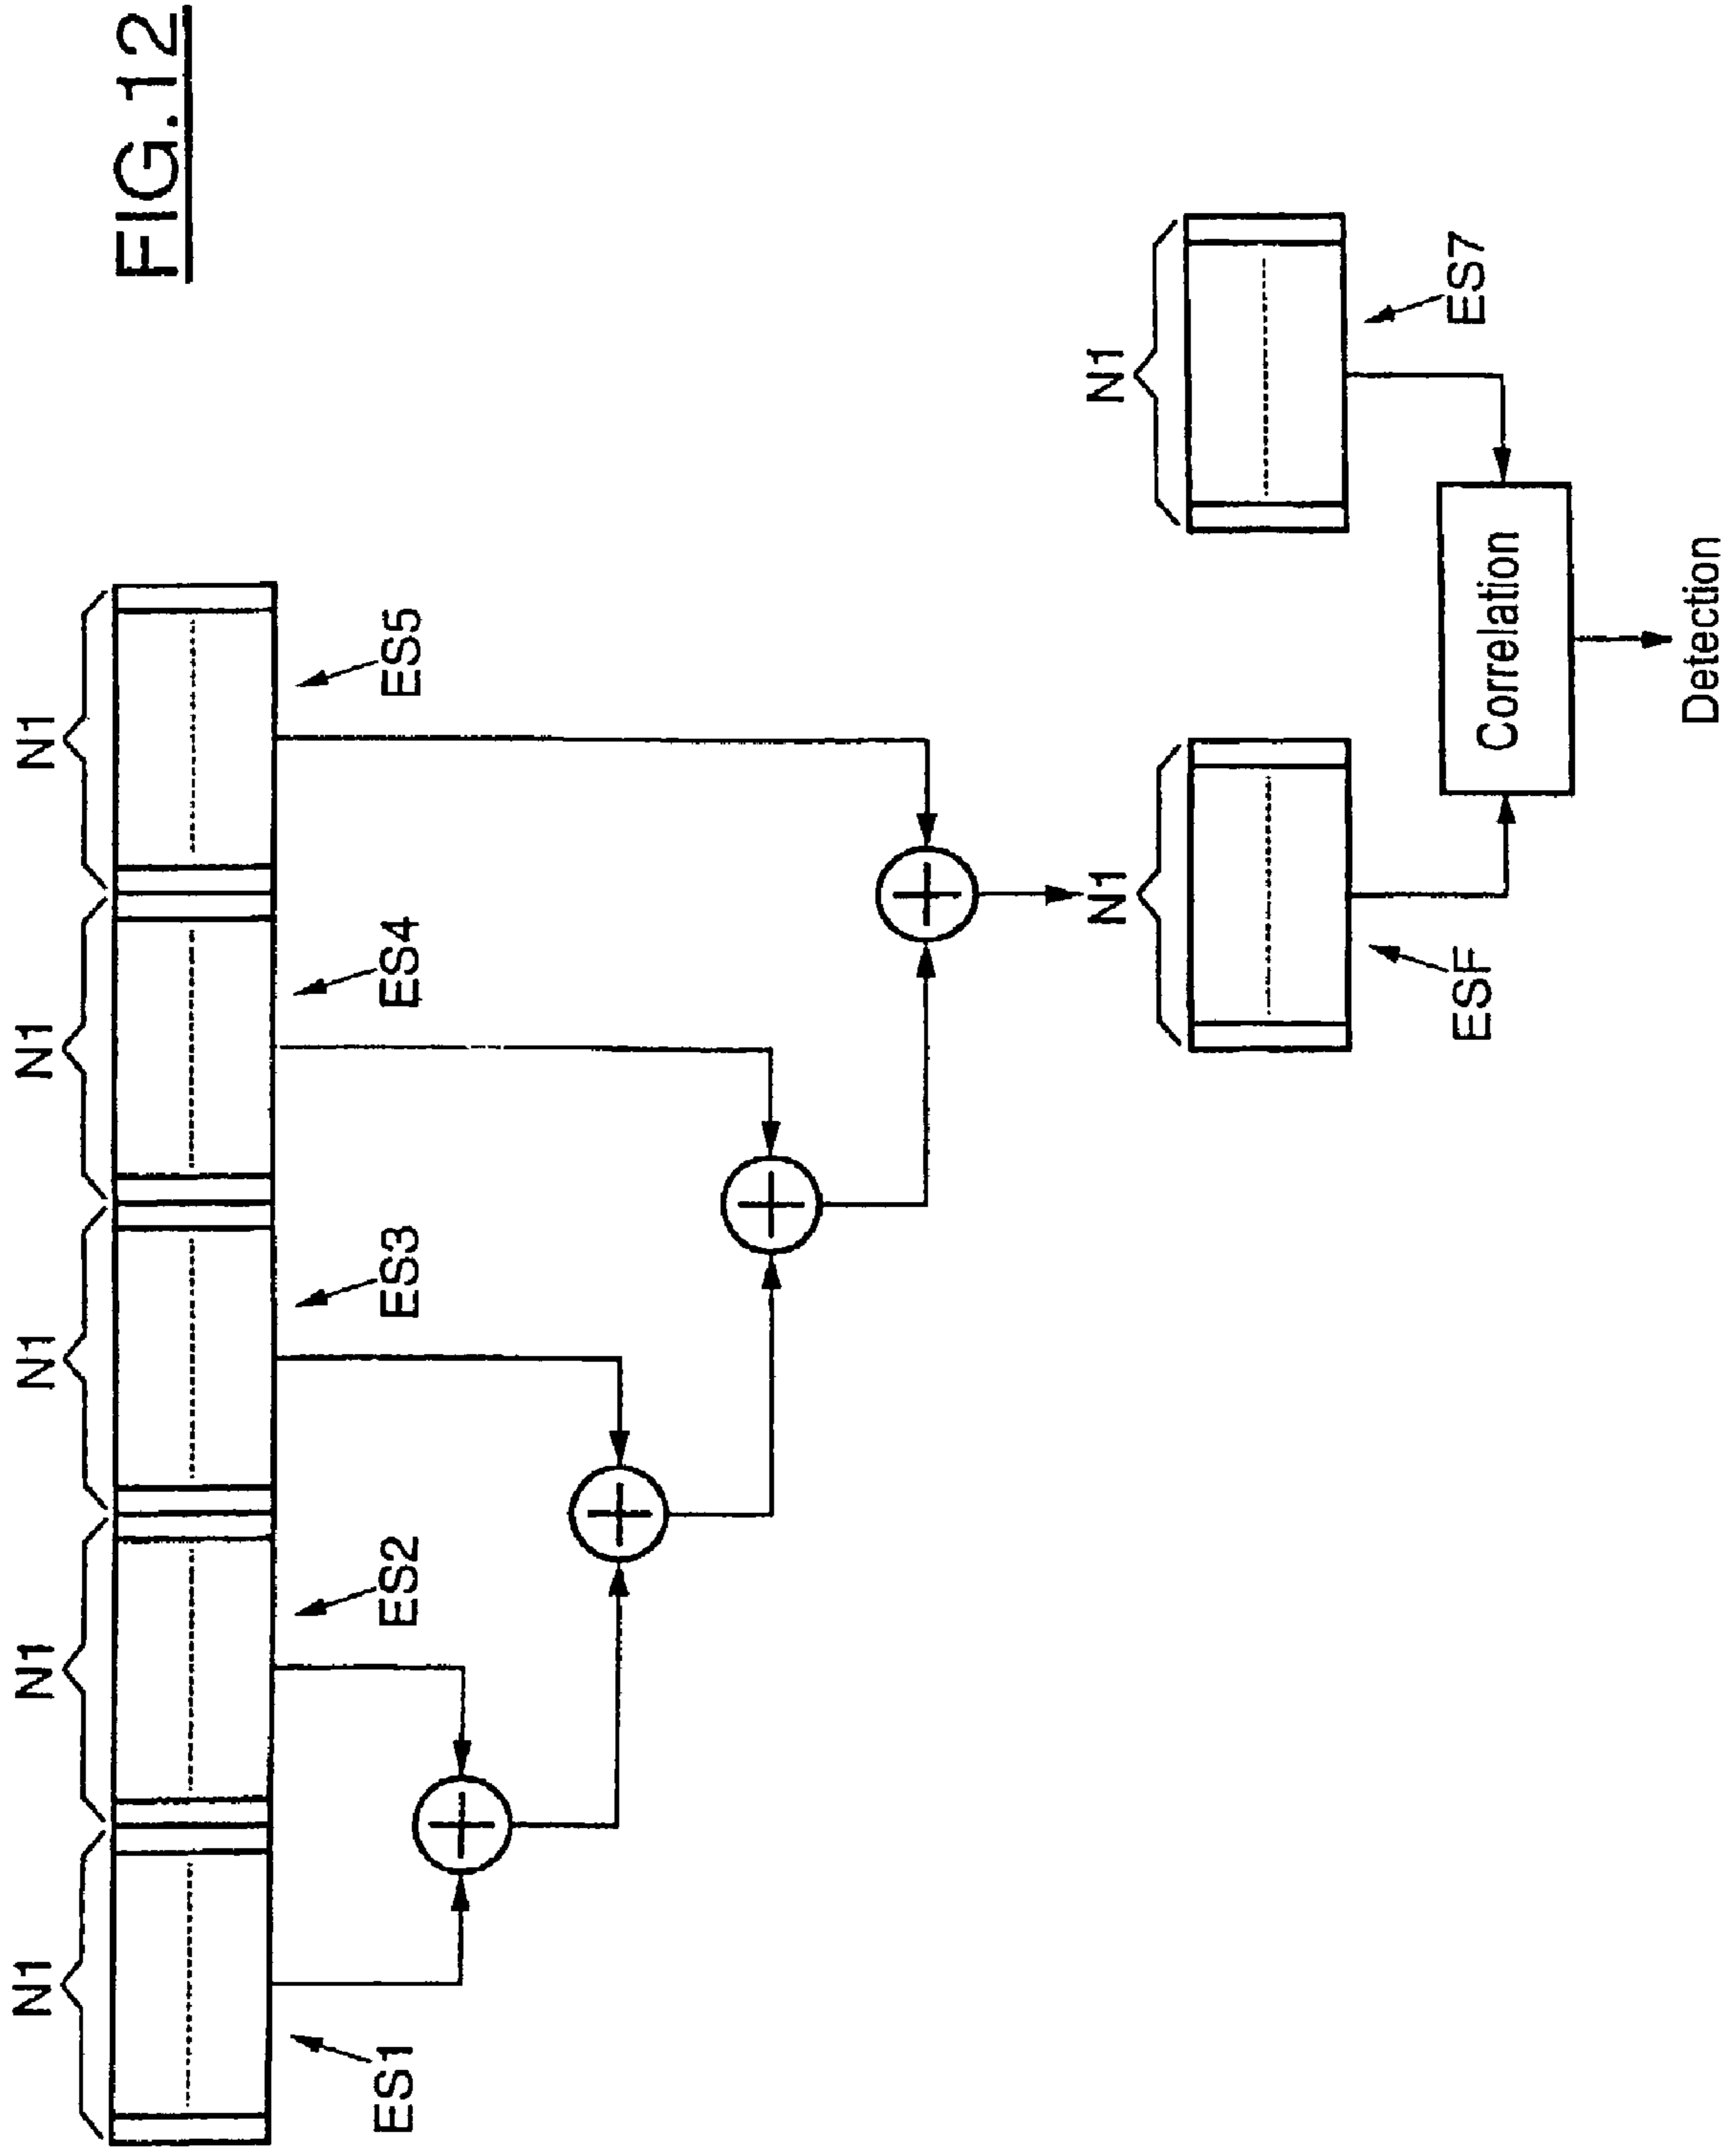 FIG.12
N1 N1 N1 N1 N1
ES1 ES2 ES3 ES4 ES5
N1 N1
ESF ES7
Correlation
Detection